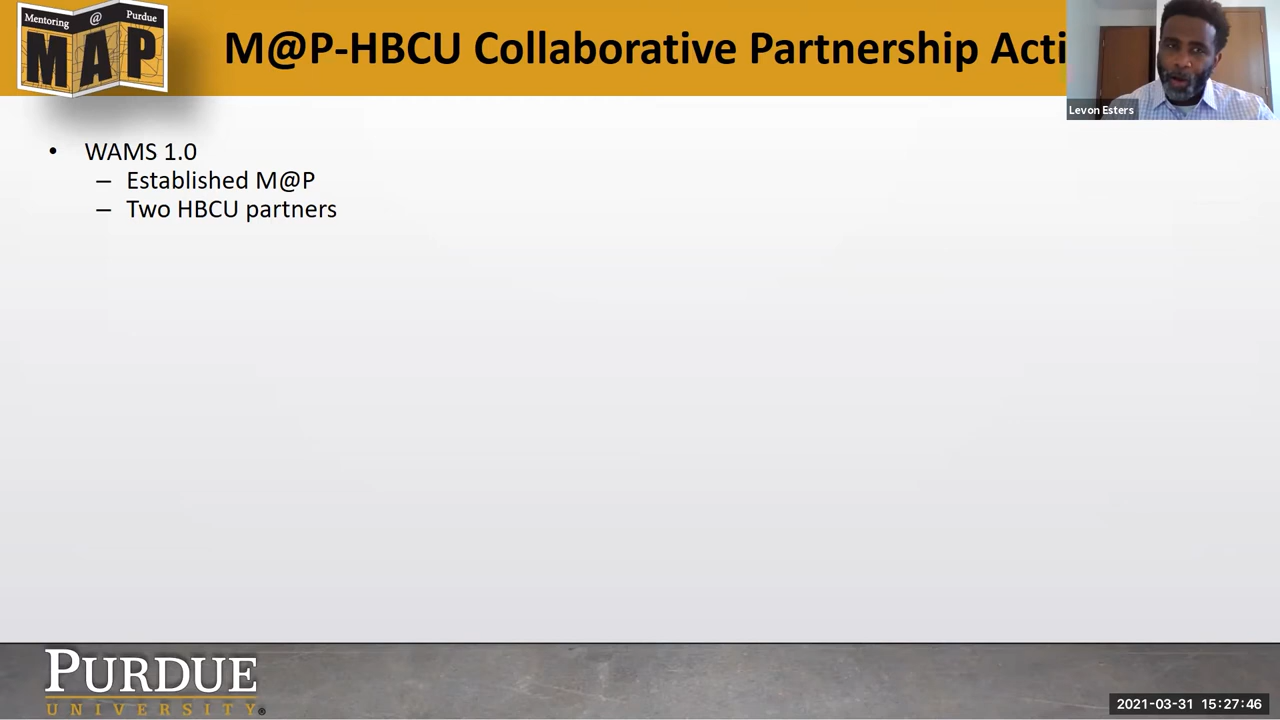 Mentoring @ Purdue
MAP
M@P-HBCU Collaborative Partnership Acti
Levon Esters
• WAMS 1.0
– Established M@P
– Two HBCU partners
PURDUE
UNIVERSITY®
2021-03-31 15:27:46